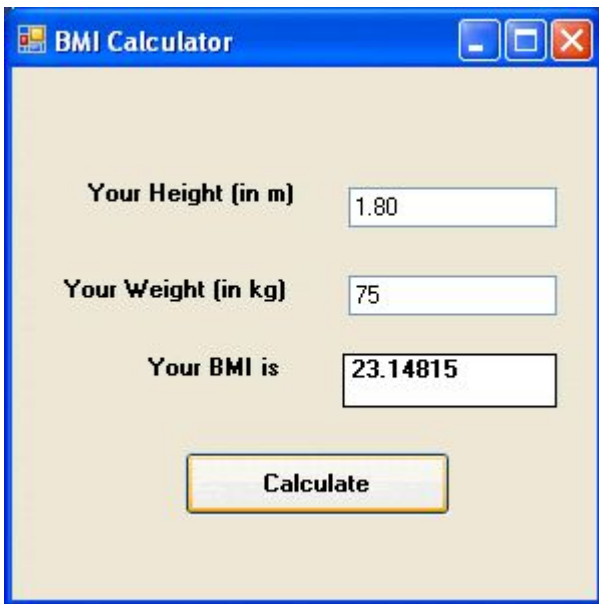 BMI Calculator
Your Height (in m) 1.80
Your Weight (in kg) 75
Your BMI is 23.14815
Calculate